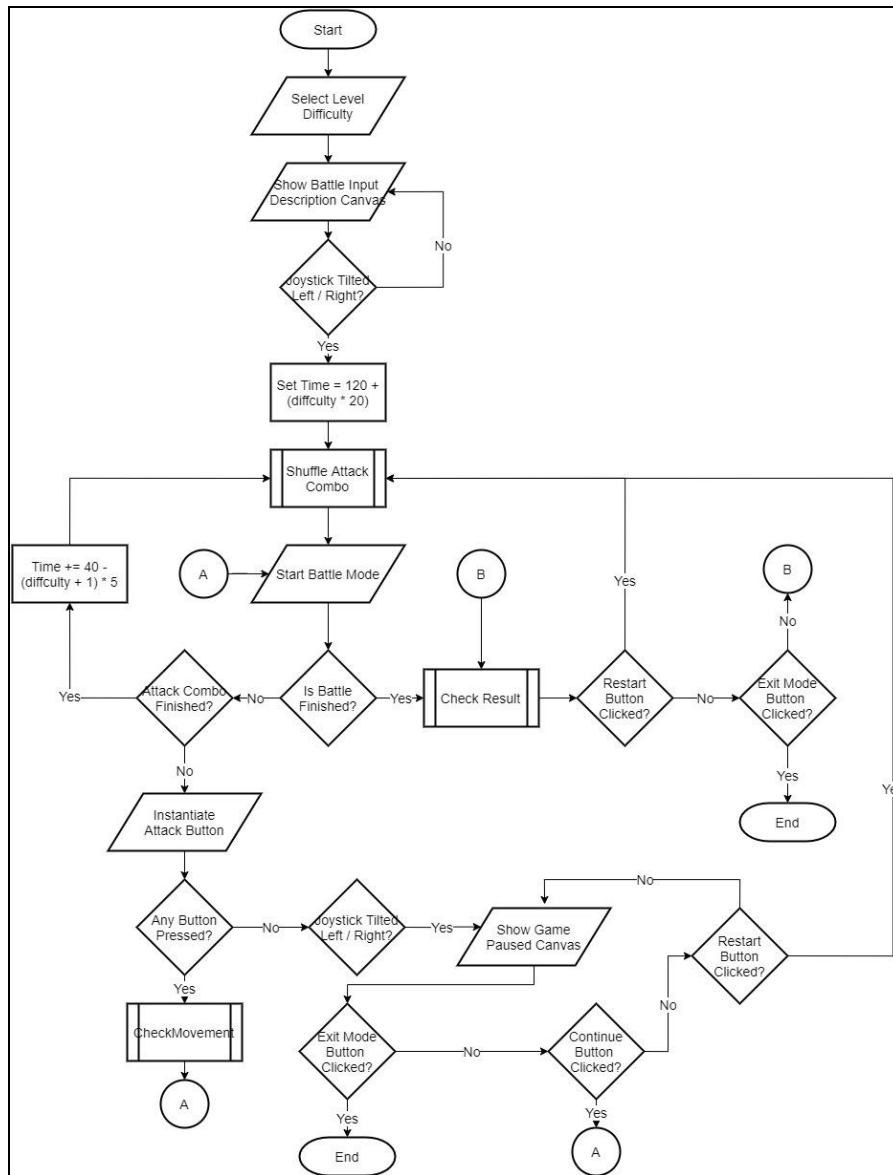 Start
Select Level
Difficulty
Show Battle Input
Description Canvas
No
Joystick Tilted
Left / Right?
Yes
Set Time = 120 +
(diffculty * 20)
Shuffle Attack
Combo
Time += 40 -
(diffculty + 1) * 5
A
Start Battle Mode
B
Yes
B
No
Yes
Attack Combo
Finished?
No
Is Battle
Finished?
Yes
Check Result
Restart
Button
Clicked?
No
Exit Mode
Button
Clicked?
No
Yes
Ye
Instantiate
Attack Button
End
Any Button
Pressed?
No
Joystick Tilted
Left / Right?
Yes
Show Game
Paused Canvas
No
Restart
Button
Clicked?
Yes
CheckMovement
No
Exit Mode
Button
Clicked?
No
Continue
Button
Clicked?
A
Yes
Yes
End
A